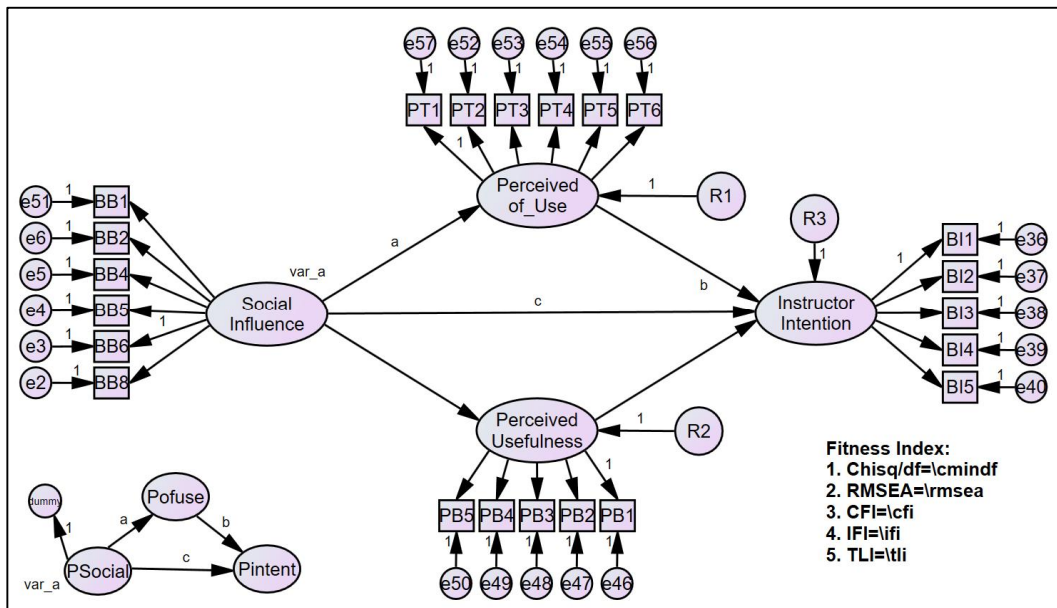 e57 e52 e53 e54 e55 e56
1 1 1 1 1 1
PT1 PT2 PT3 PT4 PT5 PT6
1
Perceived
of_Use
1
R1
e51 1 BB1
e6 1 BB2
e5 1 BB4
e4 1 BB5
e3 1 BB6
e2 1 BB8
1
var_a
Social
Influence
a
c
b
R3
1
Instructor
Intention
1
BI1 1 e36
BI2 1 e37
BI3 1 e38
BI4 1 e39
BI5 1 e40
Perceived
Usefulness
1
R2
1
PB5 PB4 PB3 PB2 PB1
1 1 1 1 1
e50 e49 e48 e47 e46
dummy
1
Pofuse
a
b
c
PSocial
var_a
Pintent
Fitness Index:
1. Chisq/df=\cmindf
2. RMSEA=\rmsea
3. CFI=\cfi
4. IFI=\ifi
5. TLI=\tli